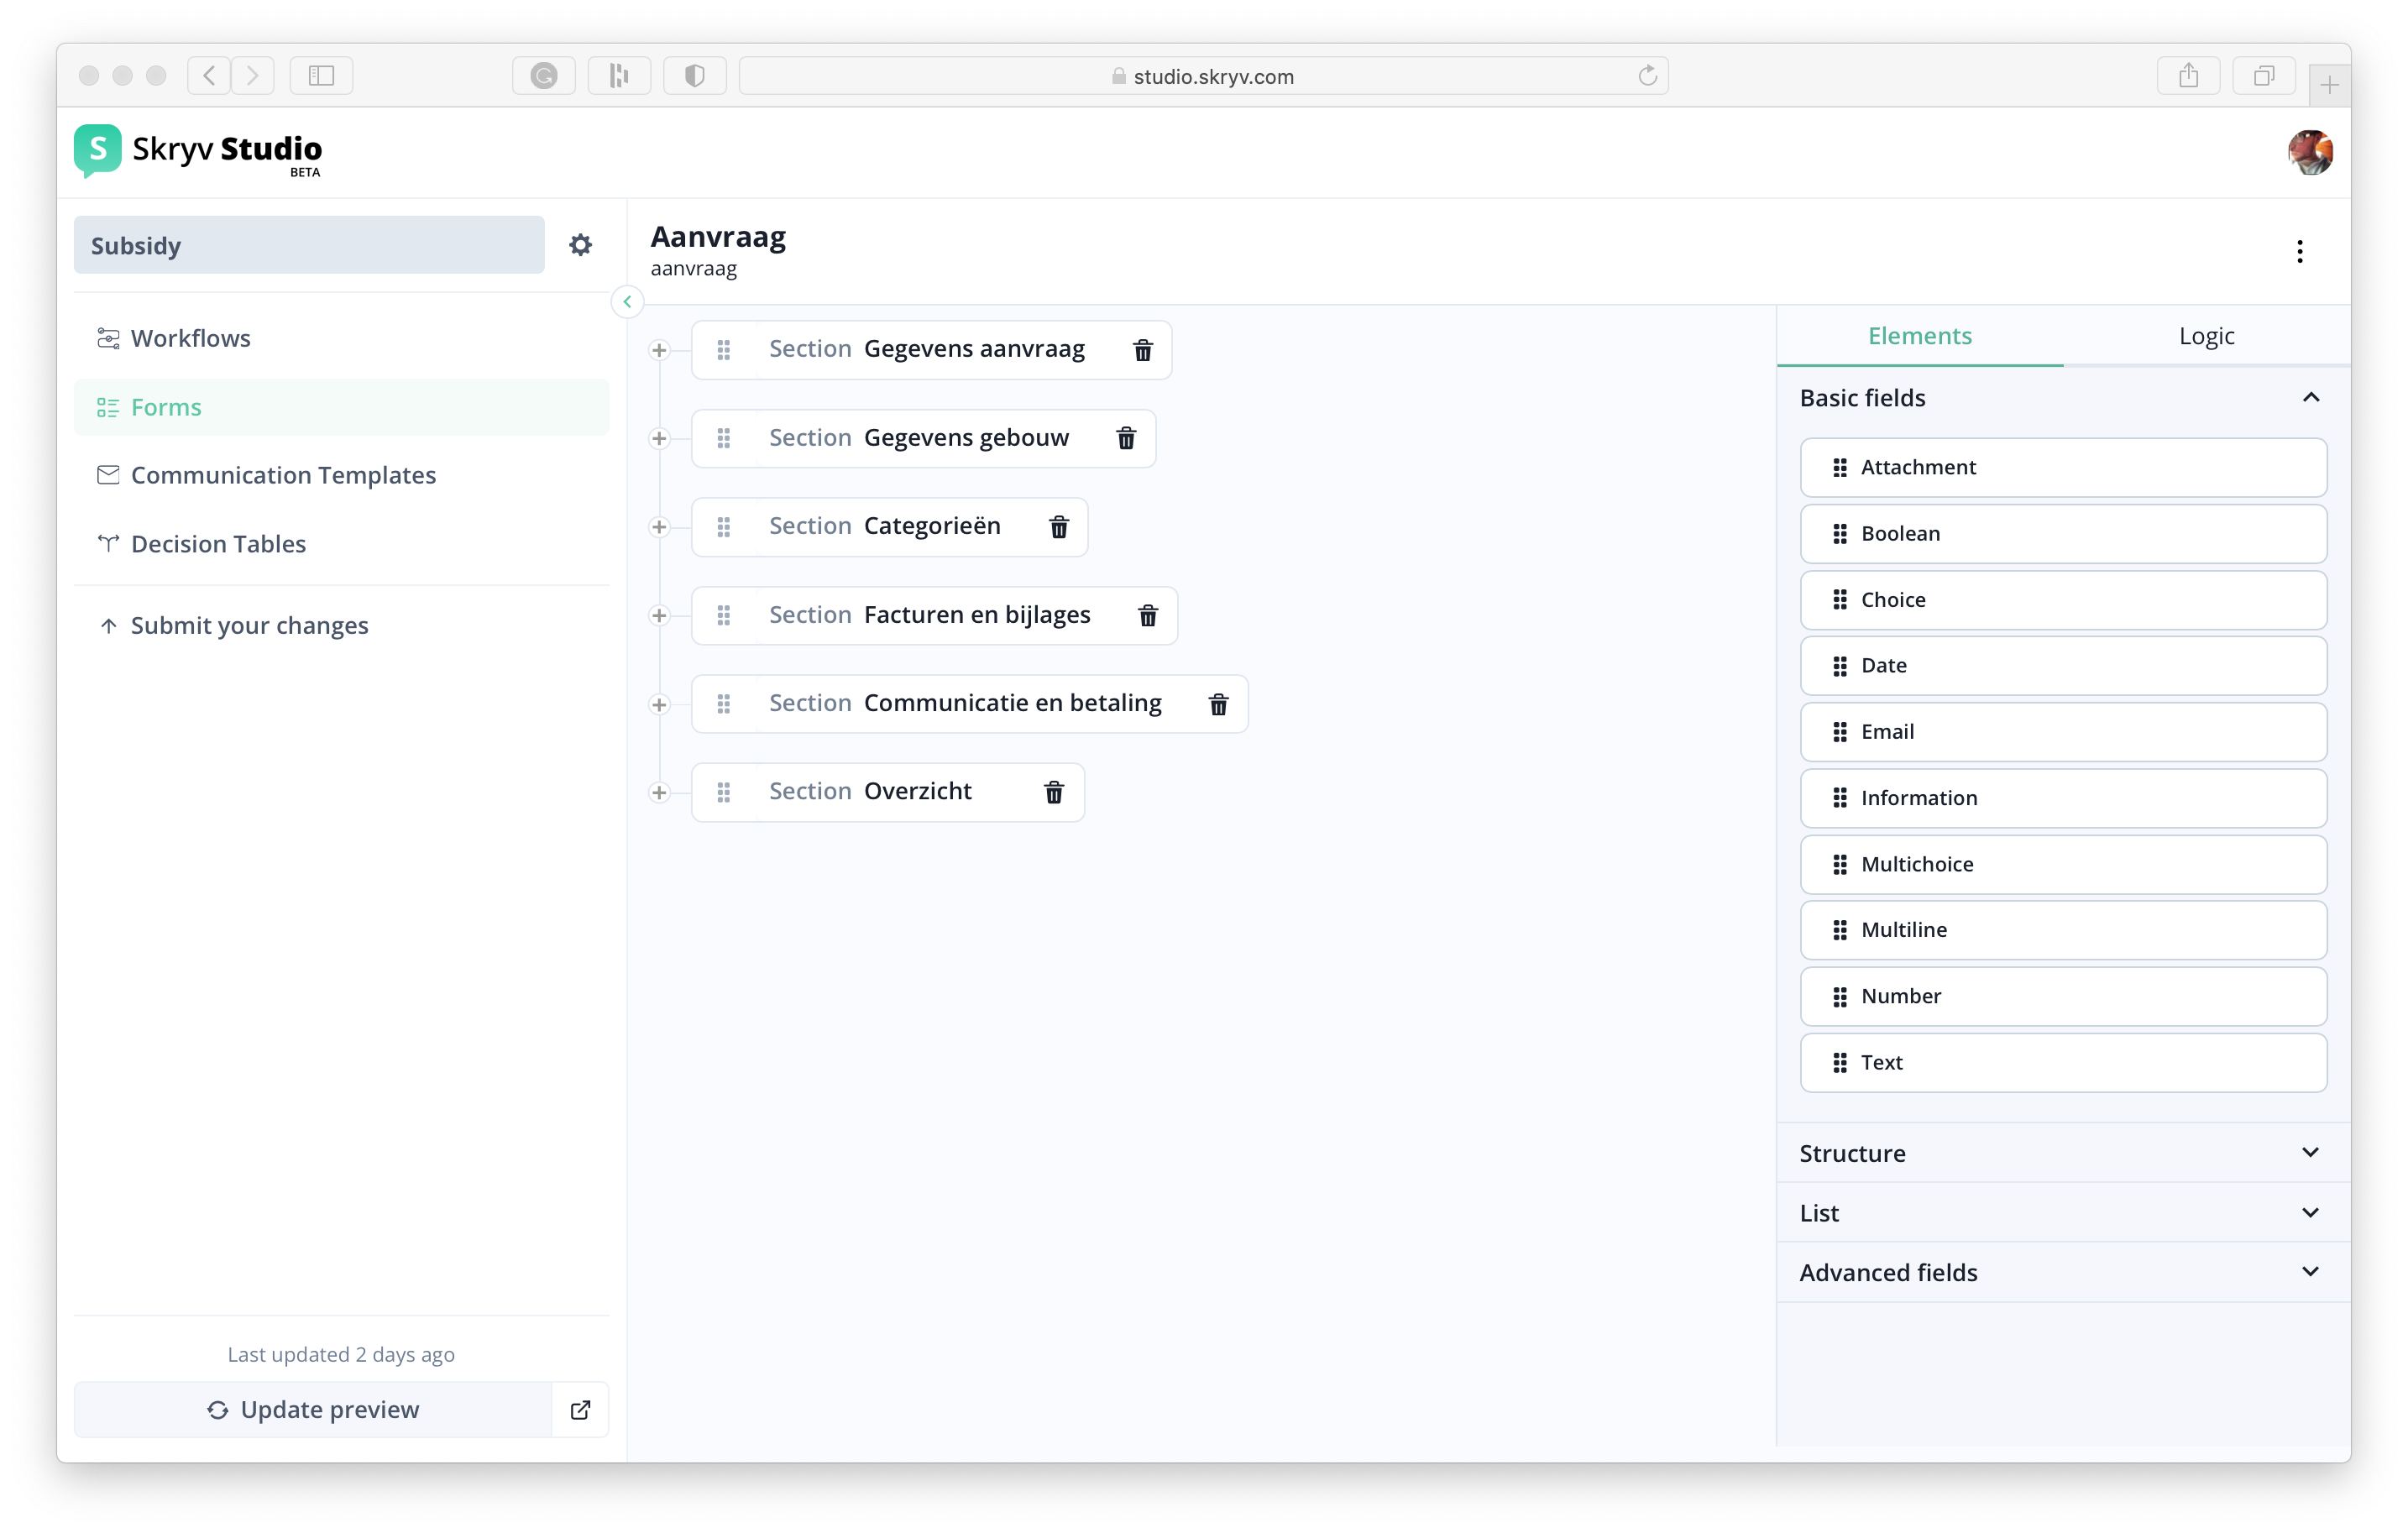 studio.skryv.com
S Skryv Studio
BETA
Subsidy
Workflows
Forms
Communication Templates
Decision Tables
Submit your changes
Last updated 2 days ago
Update preview
Aanvraag
aanvraag
Section Gegevens aanvraag
Section Gegevens gebouw
Section Categorieën
Section Facturen en bijlages
Section Communicatie en betaling
Section Overzicht
Elements Logic
Basic fields
Attachment
Boolean
Choice
Date
Email
Information
Multichoice
Multiline
Number
Text
Structure
List
Advanced fields